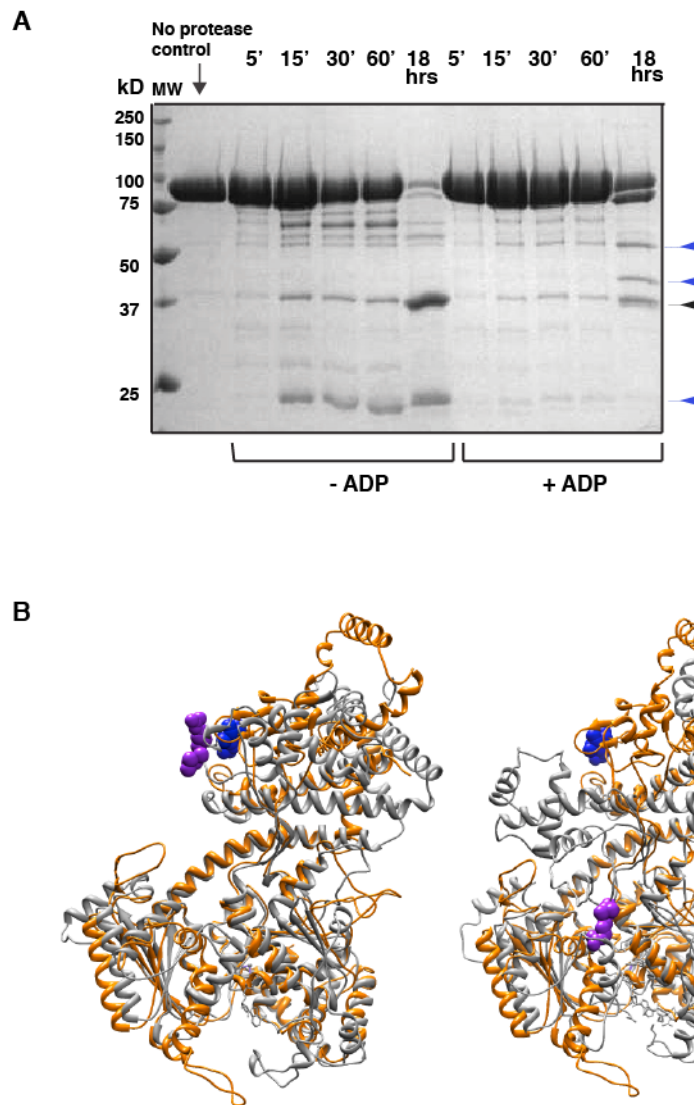 A
No protease
control
5’ 15’ 30’ 60’ 18 hrs 5’ 15’ 30’ 60’ 18 hrs
kD MW
250
150
100
75
50
37
25
- ADP + ADP
B